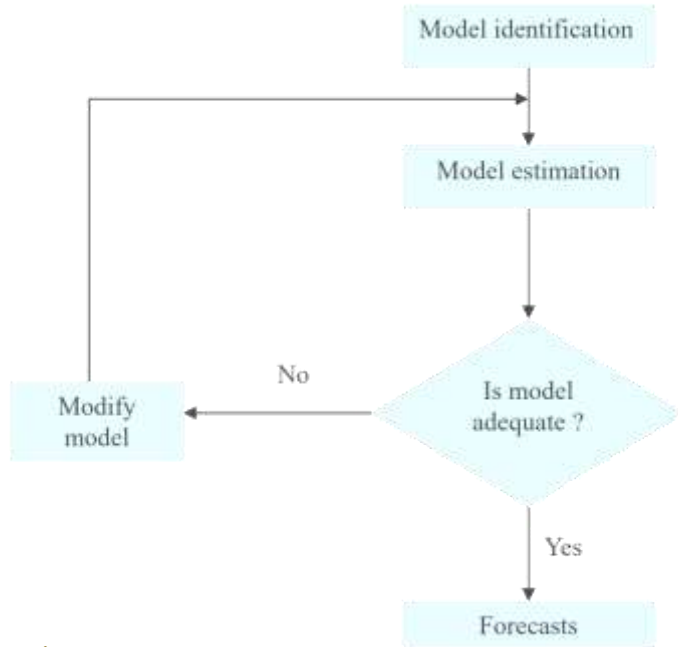 Model identification
Model estimation
No
Is model
adequate ?
Modify
model
Yes
Forecasts